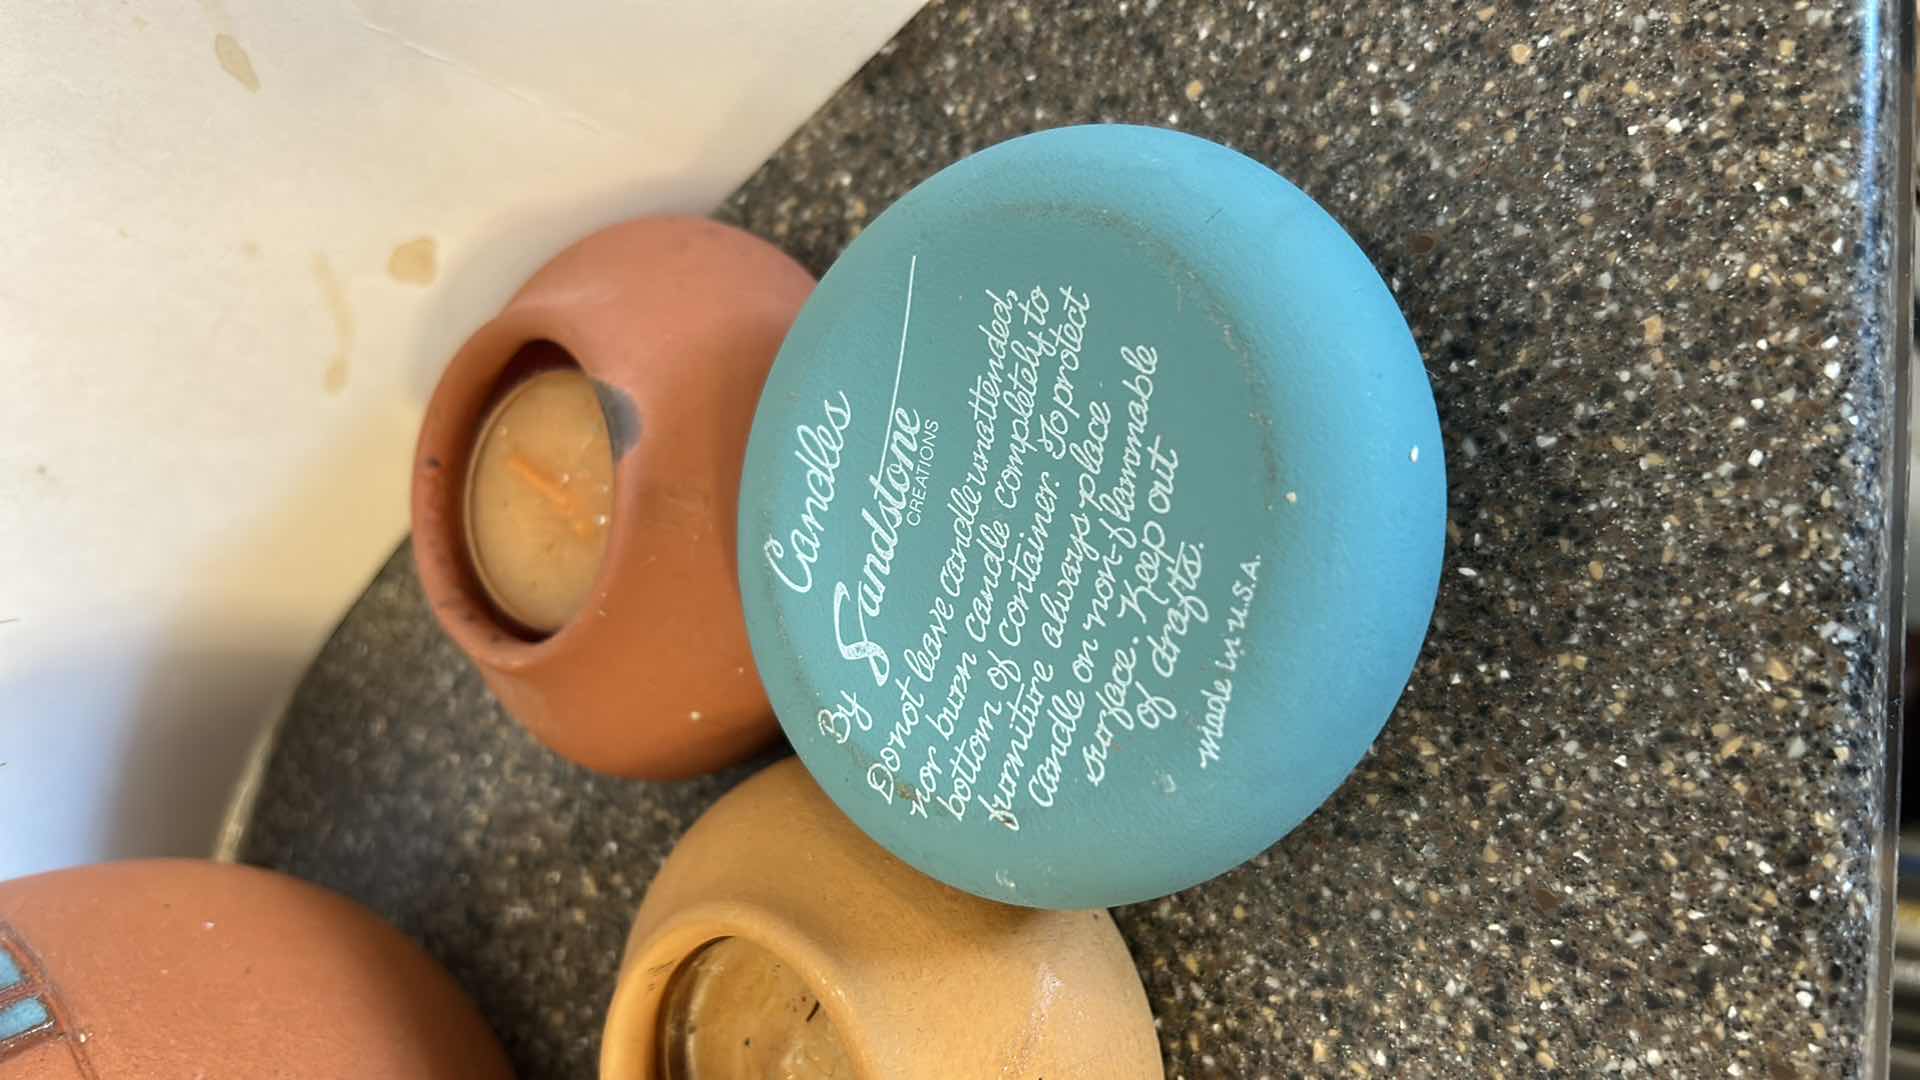 Candles
By Sandstone
CREATIONS
Do not leave candle unattended,
nor burn candle completely to
bottom of container. To protect
furniture always place
candle on non-flammable
surface. Keep out
of drafts.
Made in U.S.A.